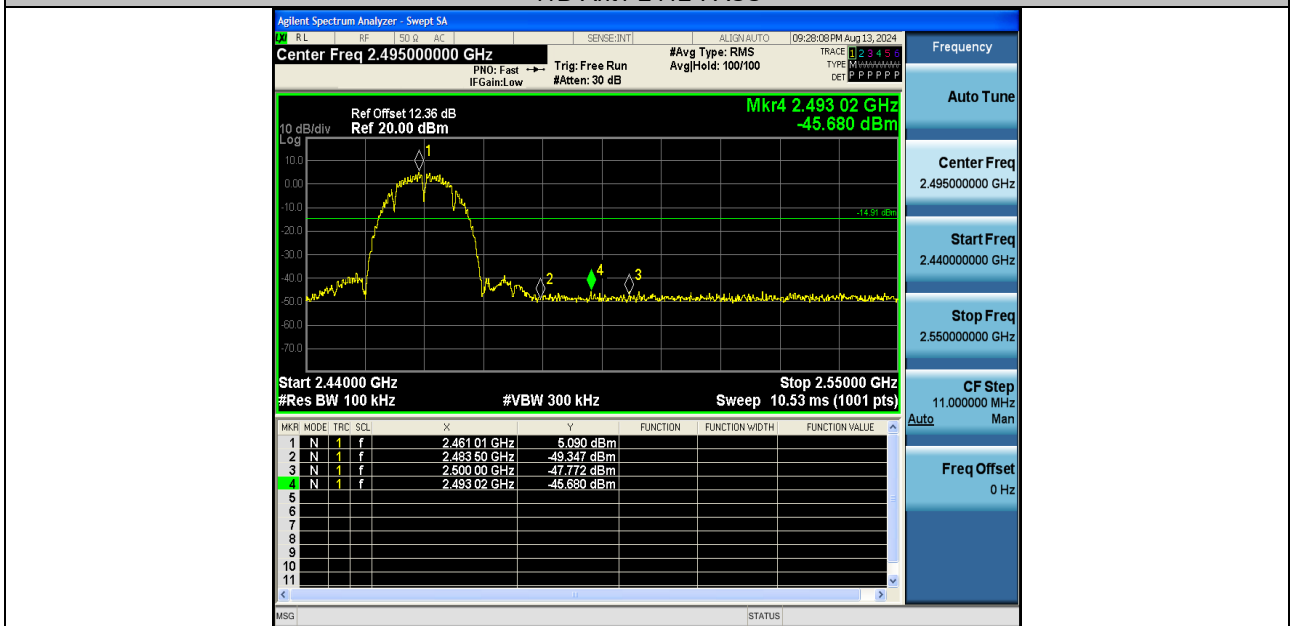 Agilent Spectrum Analyzer - Swept SA
RL RF 50 Ω AC SENSE:INT ALIGNAUTO 09:28:08PM Aug 13, 2024
Center Freq 2.495000000 GHz
PNO: Fast
IFGain:Low
Trig: Free Run
#Atten: 30 dB
#Avg Type: RMS
Avg|Hold: 100/100
TRACE 1 2 3 4 5 6
TYPE M
DET P P P P P P
Mkr4 2.493 02 GHz
-45.680 dBm
Ref Offset 12.36 dB
10 dB/div Ref 20.00 dBm
Log
1
10.0
0.00
-10.0
-14.91 dBm
-20.0
-30.0
-40.0
2 4 3
-50.0
-60.0
-70.0
Start 2.44000 GHz Stop 2.55000 GHz
#Res BW 100 kHz #VBW 300 kHz Sweep 10.53 ms (1001 pts)
MKR MODE TRC SCL X Y FUNCTION FUNCTION WIDTH FUNCTION VALUE
1 N 1 f 2.461 01 GHz 5.090 dBm
2 N 1 f 2.483 50 GHz -49.347 dBm
3 N 1 f 2.500 00 GHz -47.772 dBm
4 N 1 f 2.493 02 GHz -45.680 dBm
5
6
7
8
9
10
11
MSG STATUS
Frequency
Auto Tune
Center Freq
2.495000000 GHz
Start Freq
2.440000000 GHz
Stop Freq
2.550000000 GHz
CF Step
11.000000 MHz
Auto Man
Freq Offset
0 Hz